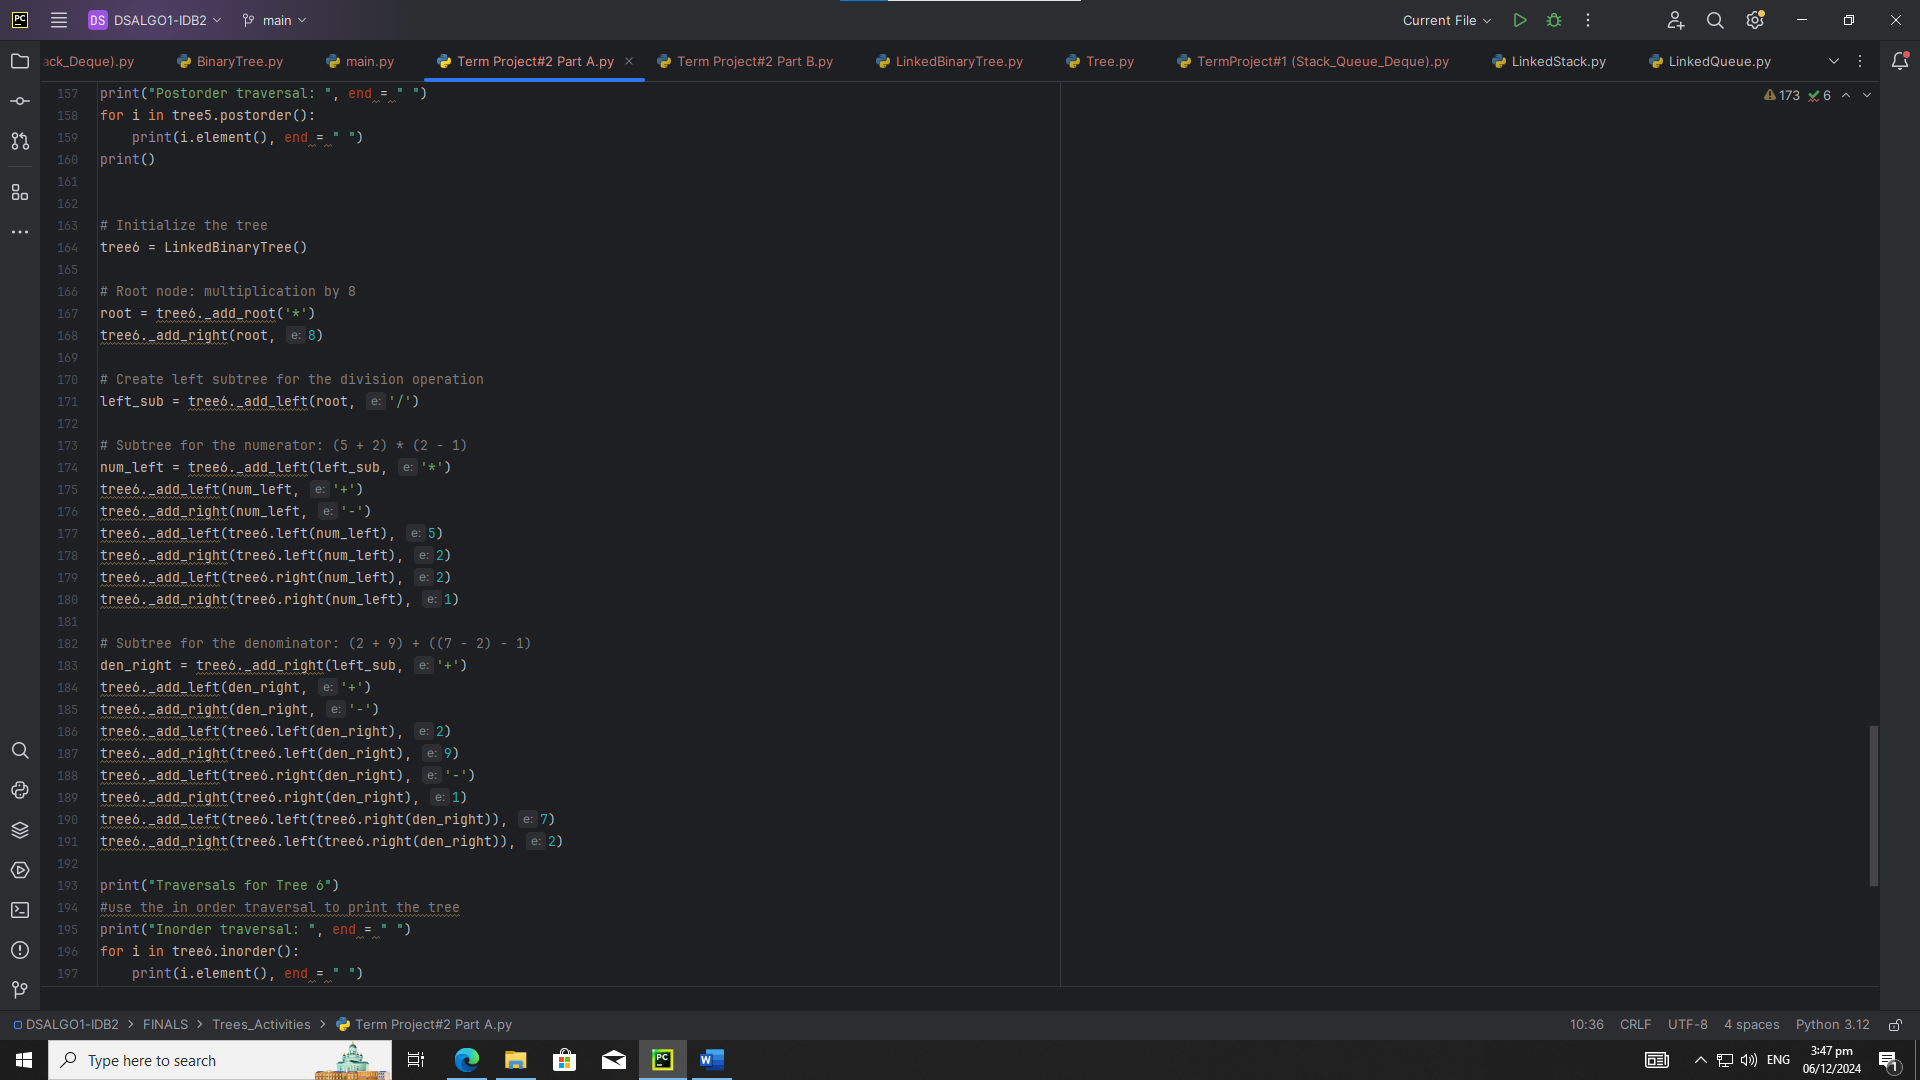 PC DS DSALGO1-IDB2 main Current File
ack_Deque).py BinaryTree.py main.py Term Project#2 Part A.py Term Project#2 Part B.py LinkedBinaryTree.py Tree.py TermProject#1 (Stack_Queue_Deque).py LinkedStack.py LinkedQueue.py
173 6
157 print("Postorder traversal: ", end = " ")
158 for i in tree5.postorder():
159 print(i.element(), end = " ")
160 print()
161
162
163 # Initialize the tree
164 tree6 = LinkedBinaryTree()
165
166 # Root node: multiplication by 8
167 root = tree6._add_root('*')
168 tree6._add_right(root, e: 8)
169
170 # Create left subtree for the division operation
171 left_sub = tree6._add_left(root, e: '/')
172
173 # Subtree for the numerator: (5 + 2) * (2 - 1)
174 num_left = tree6._add_left(left_sub, e: '*')
175 tree6._add_left(num_left, e: '+')
176 tree6._add_right(num_left, e: '-')
177 tree6._add_left(tree6.left(num_left), e: 5)
178 tree6._add_right(tree6.left(num_left), e: 2)
179 tree6._add_left(tree6.right(num_left), e: 2)
180 tree6._add_right(tree6.right(num_left), e: 1)
181
182 # Subtree for the denominator: (2 + 9) + ((7 - 2) - 1)
183 den_right = tree6._add_right(left_sub, e: '+')
184 tree6._add_left(den_right, e: '+')
185 tree6._add_right(den_right, e: '-')
186 tree6._add_left(tree6.left(den_right), e: 2)
187 tree6._add_right(tree6.left(den_right), e: 9)
188 tree6._add_left(tree6.right(den_right), e: '-')
189 tree6._add_right(tree6.right(den_right), e: 1)
190 tree6._add_left(tree6.left(tree6.right(den_right)), e: 7)
191 tree6._add_right(tree6.left(tree6.right(den_right)), e: 2)
192
193 print("Traversals for Tree 6")
194 #use the in order traversal to print the tree
195 print("Inorder traversal: ", end = " ")
196 for i in tree6.inorder():
197 print(i.element(), end = " ")
DSALGO1-IDB2 > FINALS > Trees_Activities > Term Project#2 Part A.py 10:36 CRLF UTF-8 4 spaces Python 3.12
Type here to search PC W ENG 3:47 pm
06/12/2024 1